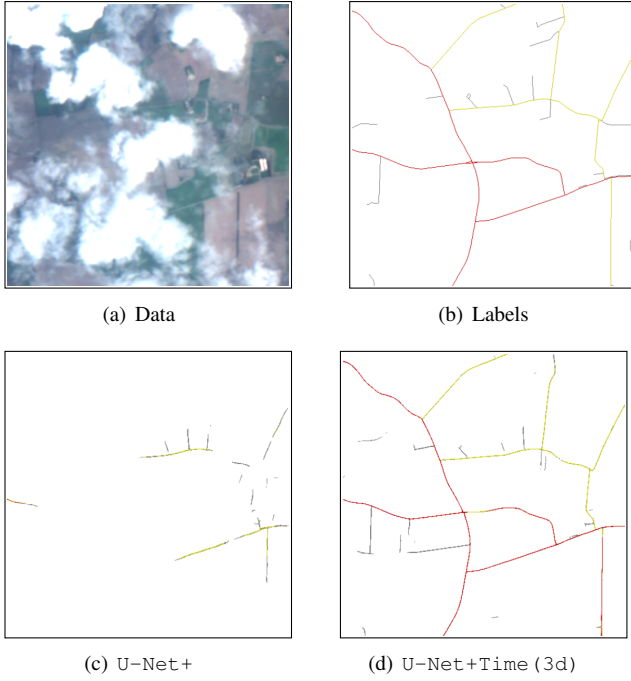 (a) Data
(b) Labels
(c) U-Net+
(d) U-Net+Time(3d)